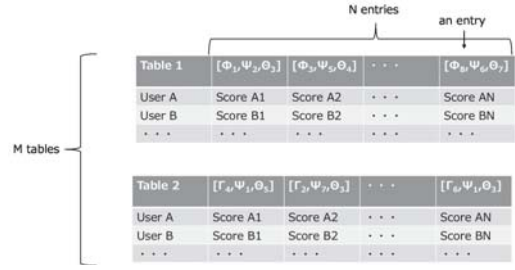 N entries
an entry
Table 1 [Φ₁,Ψ₂,Θ₃] [Φ₃,Ψ₅,Θ₄] · · · [Φ₈,Ψ₆,Θ₇]
User A Score A1 Score A2 · · · Score AN
User B Score B1 Score B2 · · · Score BN
· · · · · · · · · · · · · · ·
M tables
Table 2 [Γ₄,Ψ₁,Θ₅] [Γ₂,Ψ₇,Θ₃] · · · [Γ₆,Ψ₁,Θ₃]
User A Score A1 Score A2 · · · Score AN
User B Score B1 Score B2 · · · Score BN
· · · · · · · · · · · · · · ·